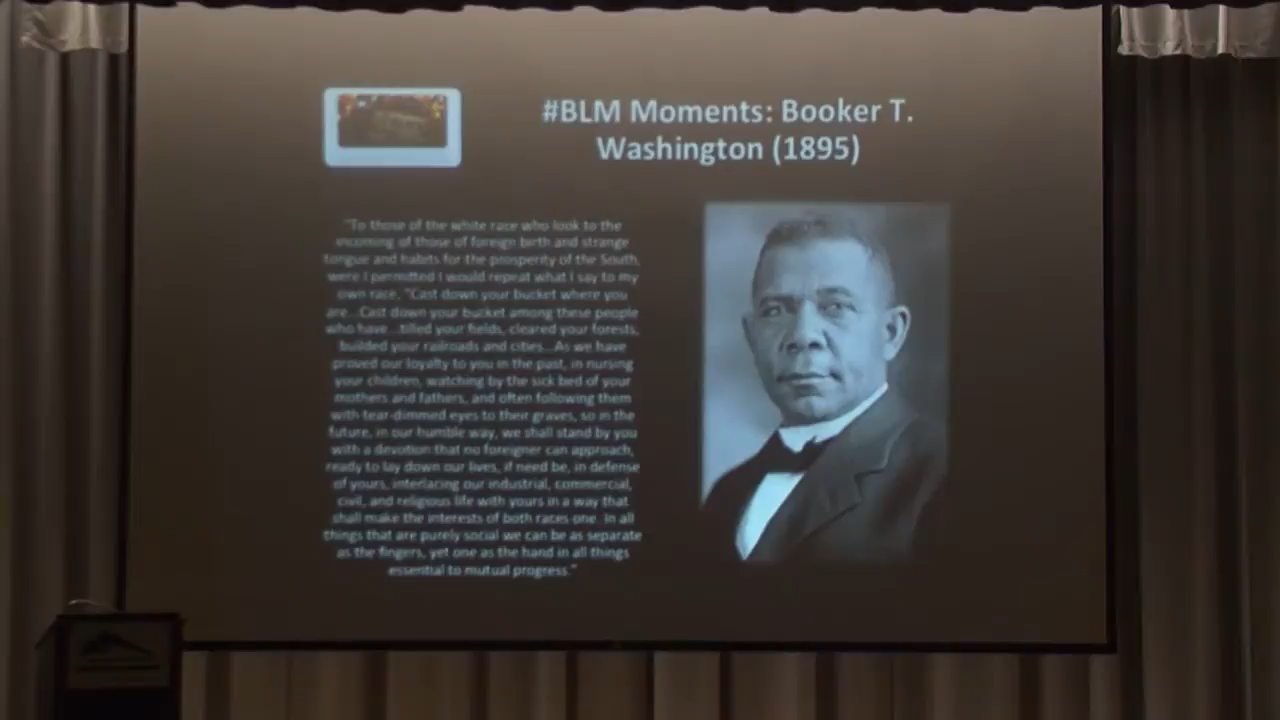 #BLM Moments: Booker T.
Washington (1895)
"To those of the white race who look to the
incoming of those of foreign birth and strange
tongue and habits for the prosperity of the South,
were I permitted I would repeat what I say to my
own race, "Cast down your bucket where you
are...Cast down your bucket among these people
who have...tilled your fields, cleared your forests,
builded your railroads and cities...As we have
proved our loyalty to you in the past, in nursing
your children, watching by the sick bed of your
mothers and fathers, and often following them
with tear-dimmed eyes to their graves, so in the
future, in our humble way, we shall stand by you
with a devotion that no foreigner can approach,
ready to lay down our lives, if need be, in defense
of yours, interlacing our industrial, commercial,
civil, and religious life with yours in a way that
shall make the interests of both races one. In all
things that are purely social we can be as separate
as the fingers, yet one as the hand in all things
essential to mutual progress."